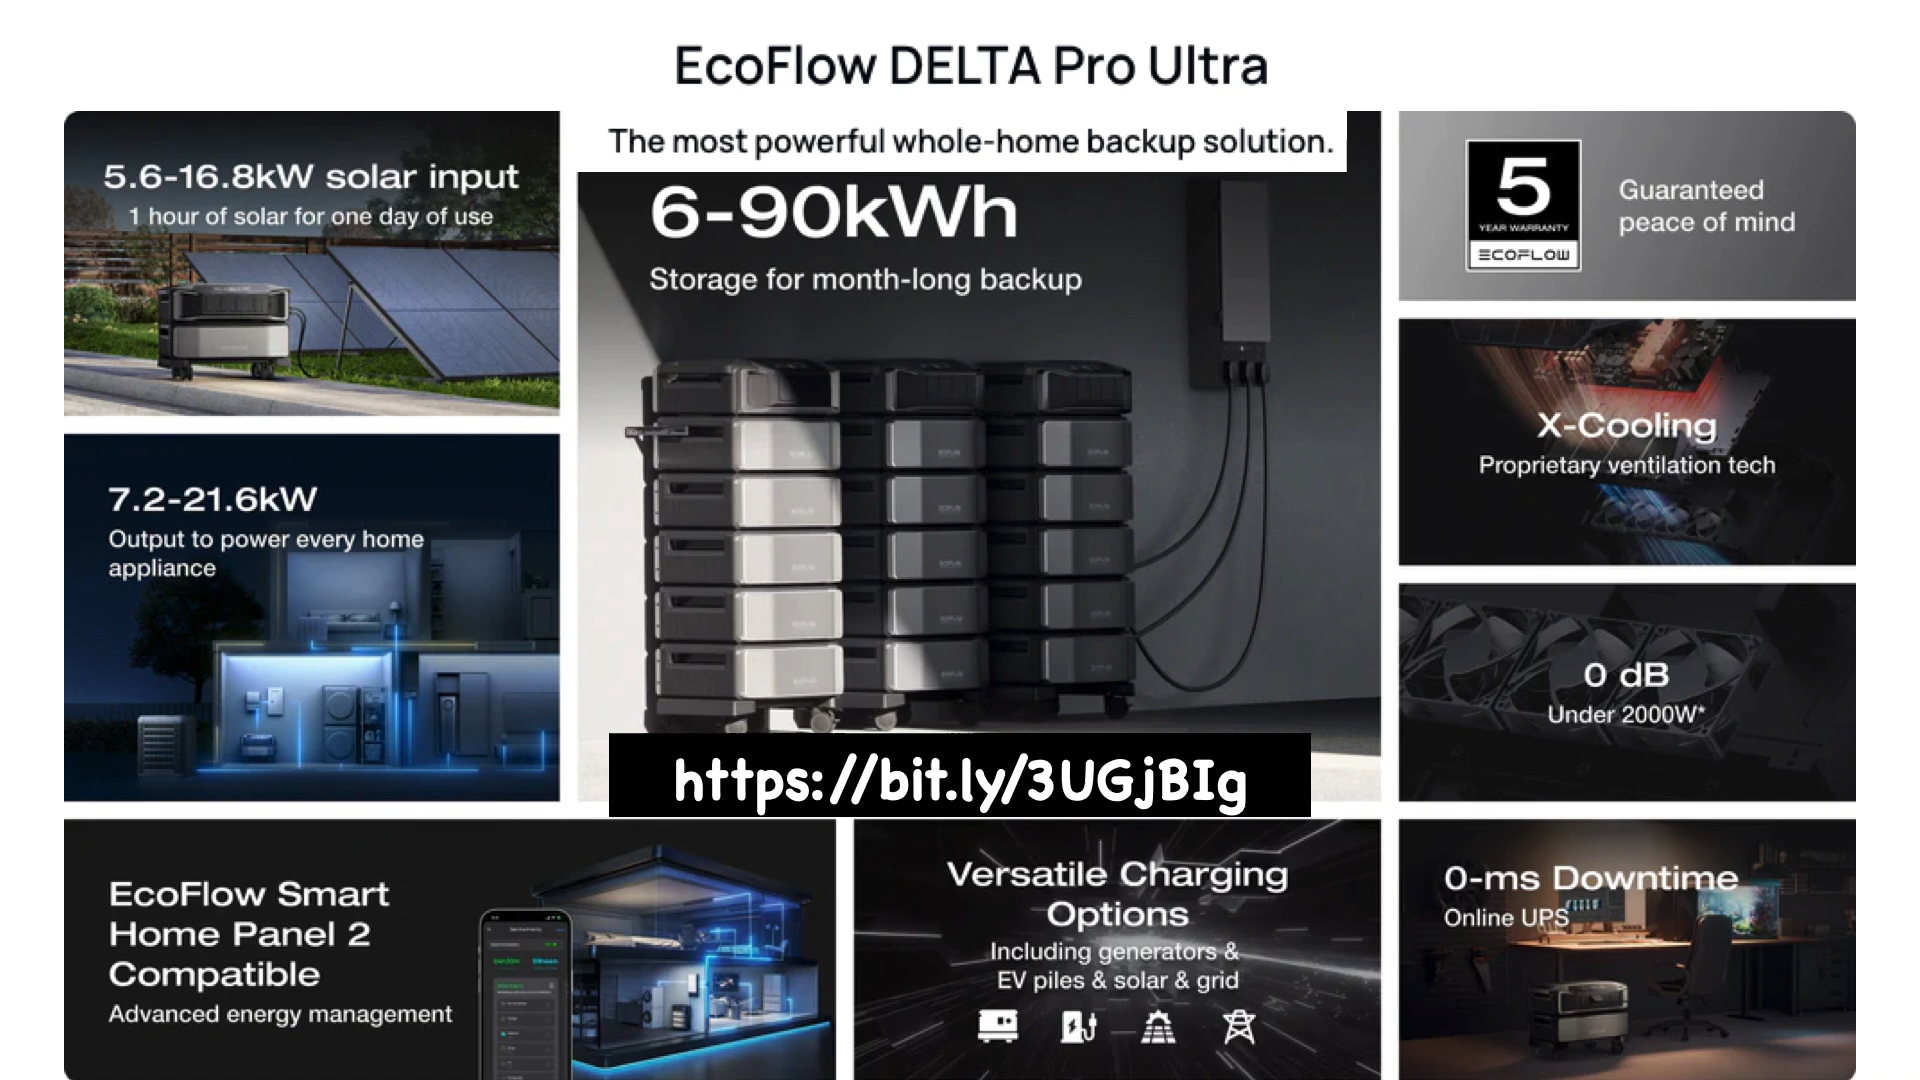 EcoFlow DELTA Pro Ultra
The most powerful whole-home backup solution.
5.6-16.8kW solar input
1 hour of solar for one day of use
6-90kWh
Storage for month-long backup
5
YEAR WARRANTY
ECOFLOW
Guaranteed
peace of mind
X-Cooling
Proprietary ventilation tech
7.2-21.6kW
Output to power every home
appliance
0 dB
Under 2000W*
https://bit.ly/3UGjBIg
EcoFlow Smart
Home Panel 2
Compatible
Advanced energy management
Versatile Charging
Options
Including generators &
EV piles & solar & grid
0-ms Downtime
Online UPS